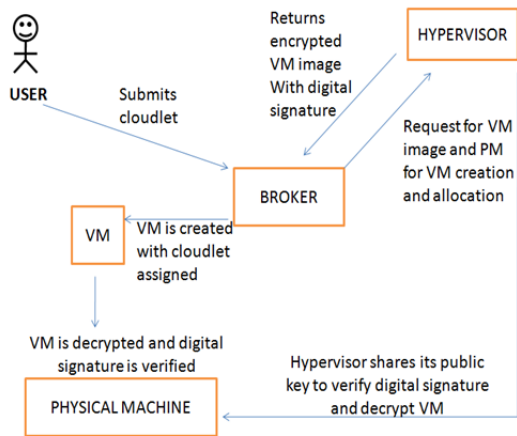 Returns
encrypted
VM image
With digital
signature
HYPERVISOR
USER
Submits
cloudlet
Request for VM
image and PM
for VM creation
and allocation
BROKER
VM
VM is created
with cloudlet
assigned
VM is decrypted and digital
signature is verified
Hypervisor shares its public
key to verify digital signature
and decrypt VM
PHYSICAL MACHINE